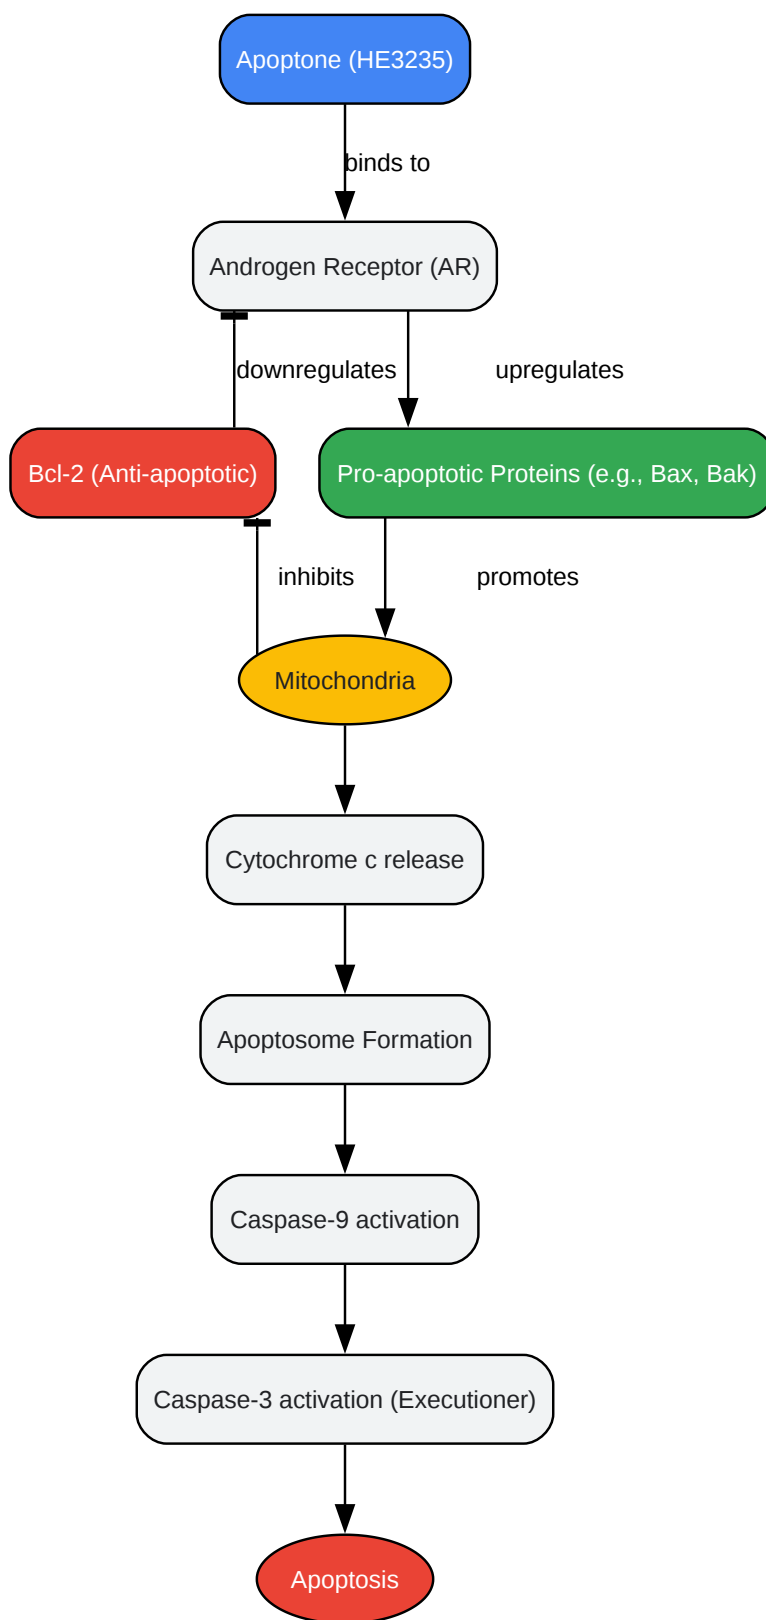 Apoptone (HE3235)
binds to
Androgen Receptor (AR)
downregulates
upregulates
Bcl-2 (Anti-apoptotic)
Pro-apoptotic Proteins (e.g., Bax, Bak)
inhibits
promotes
Mitochondria
Cytochrome c release
Apoptosome Formation
Caspase-9 activation
Caspase-3 activation (Executioner)
Apoptosis